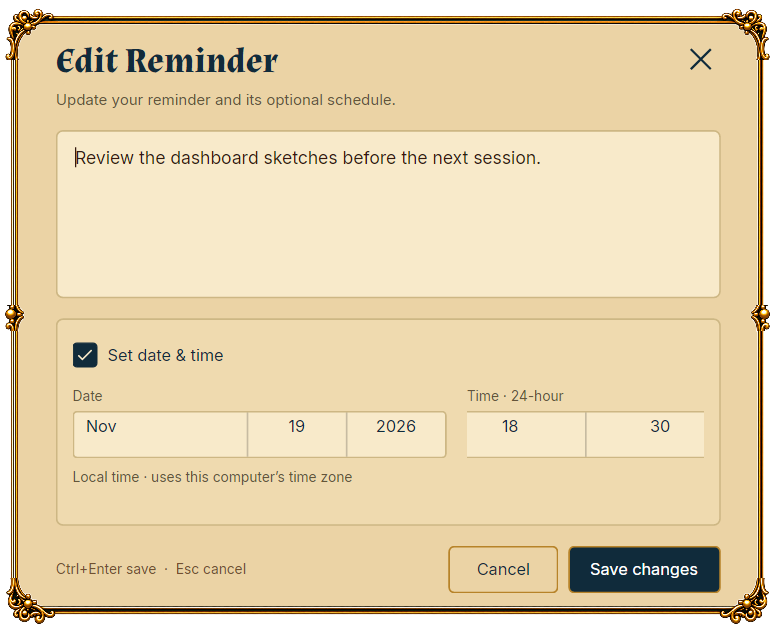 Edit Reminder
Update your reminder and its optional schedule.
Review the dashboard sketches before the next session.
Set date & time
Date
Time · 24-hour
Nov 19 2026 18 30
Local time · uses this computer’s time zone
Ctrl+Enter save · Esc cancel
Cancel
Save changes